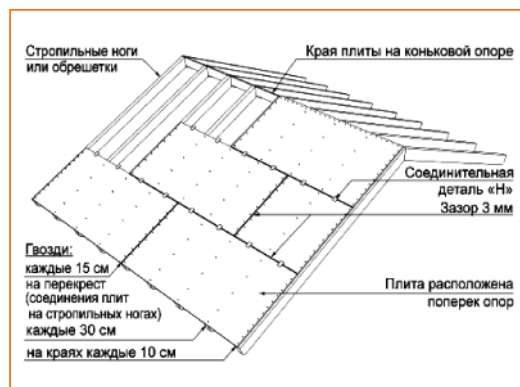 Стропильные ноги
или обрешетки
Края плиты на коньковой опоре
Соединительная
деталь «Н»
Зазор 3 мм
Гвозди:
каждые 15 см
на перекрест
(соединения плит
на стропильных ногах)
каждые 30 см
на краях каждые 10 см
Плита расположена
поперек опор